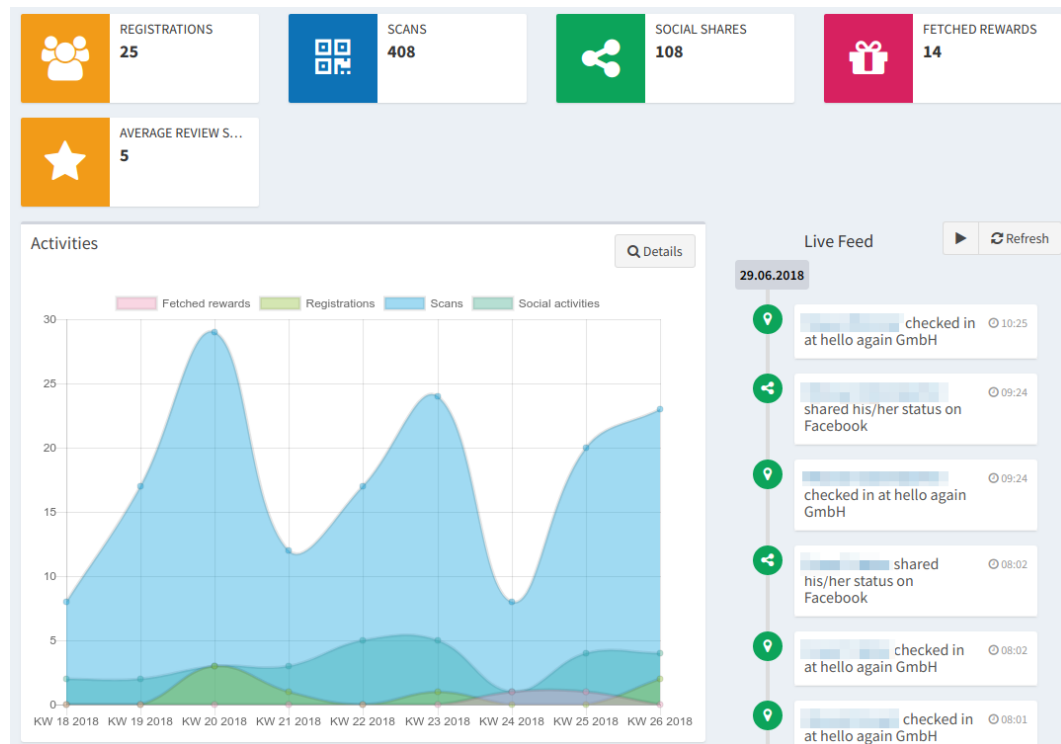 REGISTRATIONS
25
SCANS
408
SOCIAL SHARES
108
FETCHED REWARDS
14
AVERAGE REVIEW S...
5
Activities
Details
Fetched rewards Registrations Scans Social activities
30
25
20
15
10
5
0
KW 18 2018 KW 19 2018 KW 20 2018 KW 21 2018 KW 22 2018 KW 23 2018 KW 24 2018 KW 25 2018 KW 26 2018
Live Feed
Refresh
29.06.2018
checked in 10:25
at hello again GmbH
09:24
shared his/her status on
Facebook
09:24
checked in at hello again
GmbH
shared 08:02
his/her status on
Facebook
checked in 08:02
at hello again GmbH
checked in 08:01
at hello again GmbH